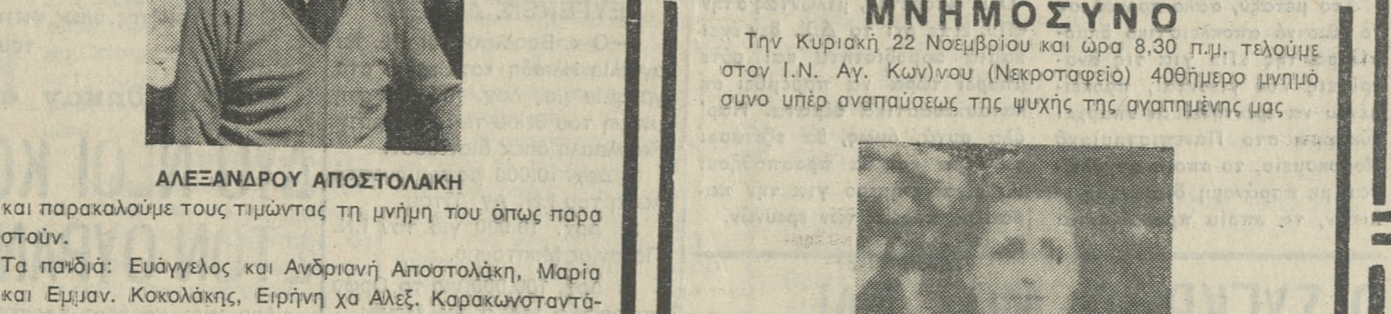 ΑΛΕΞΑΝΔΡΟΥ ΑΠΟΣΤΟΛΑΚΗ
και παρακαλούμε τους τιμώντας τη μνήμη του όπως παρα
στούν.
Τα παιδιά: Ευάγγελος και Ανδριανή Αποστολάκη, Μαρία
και Εμμαν. Κοκολάκης, Ειρήνη χα Αλεξ. Καρακωνσταντά-
ΜΝΗΜΟΣΥΝΟ
Την Κυριακή 22 Νοεμβρίου και ώρα 8,30 π.μ. τελούμε
στον Ι.Ν. Αγ. Κων)νου (Νεκροταφείο) 40θήμερο μνημό
συνο υπέρ αναπαύσεως της ψυχής της αγαπημένης μας